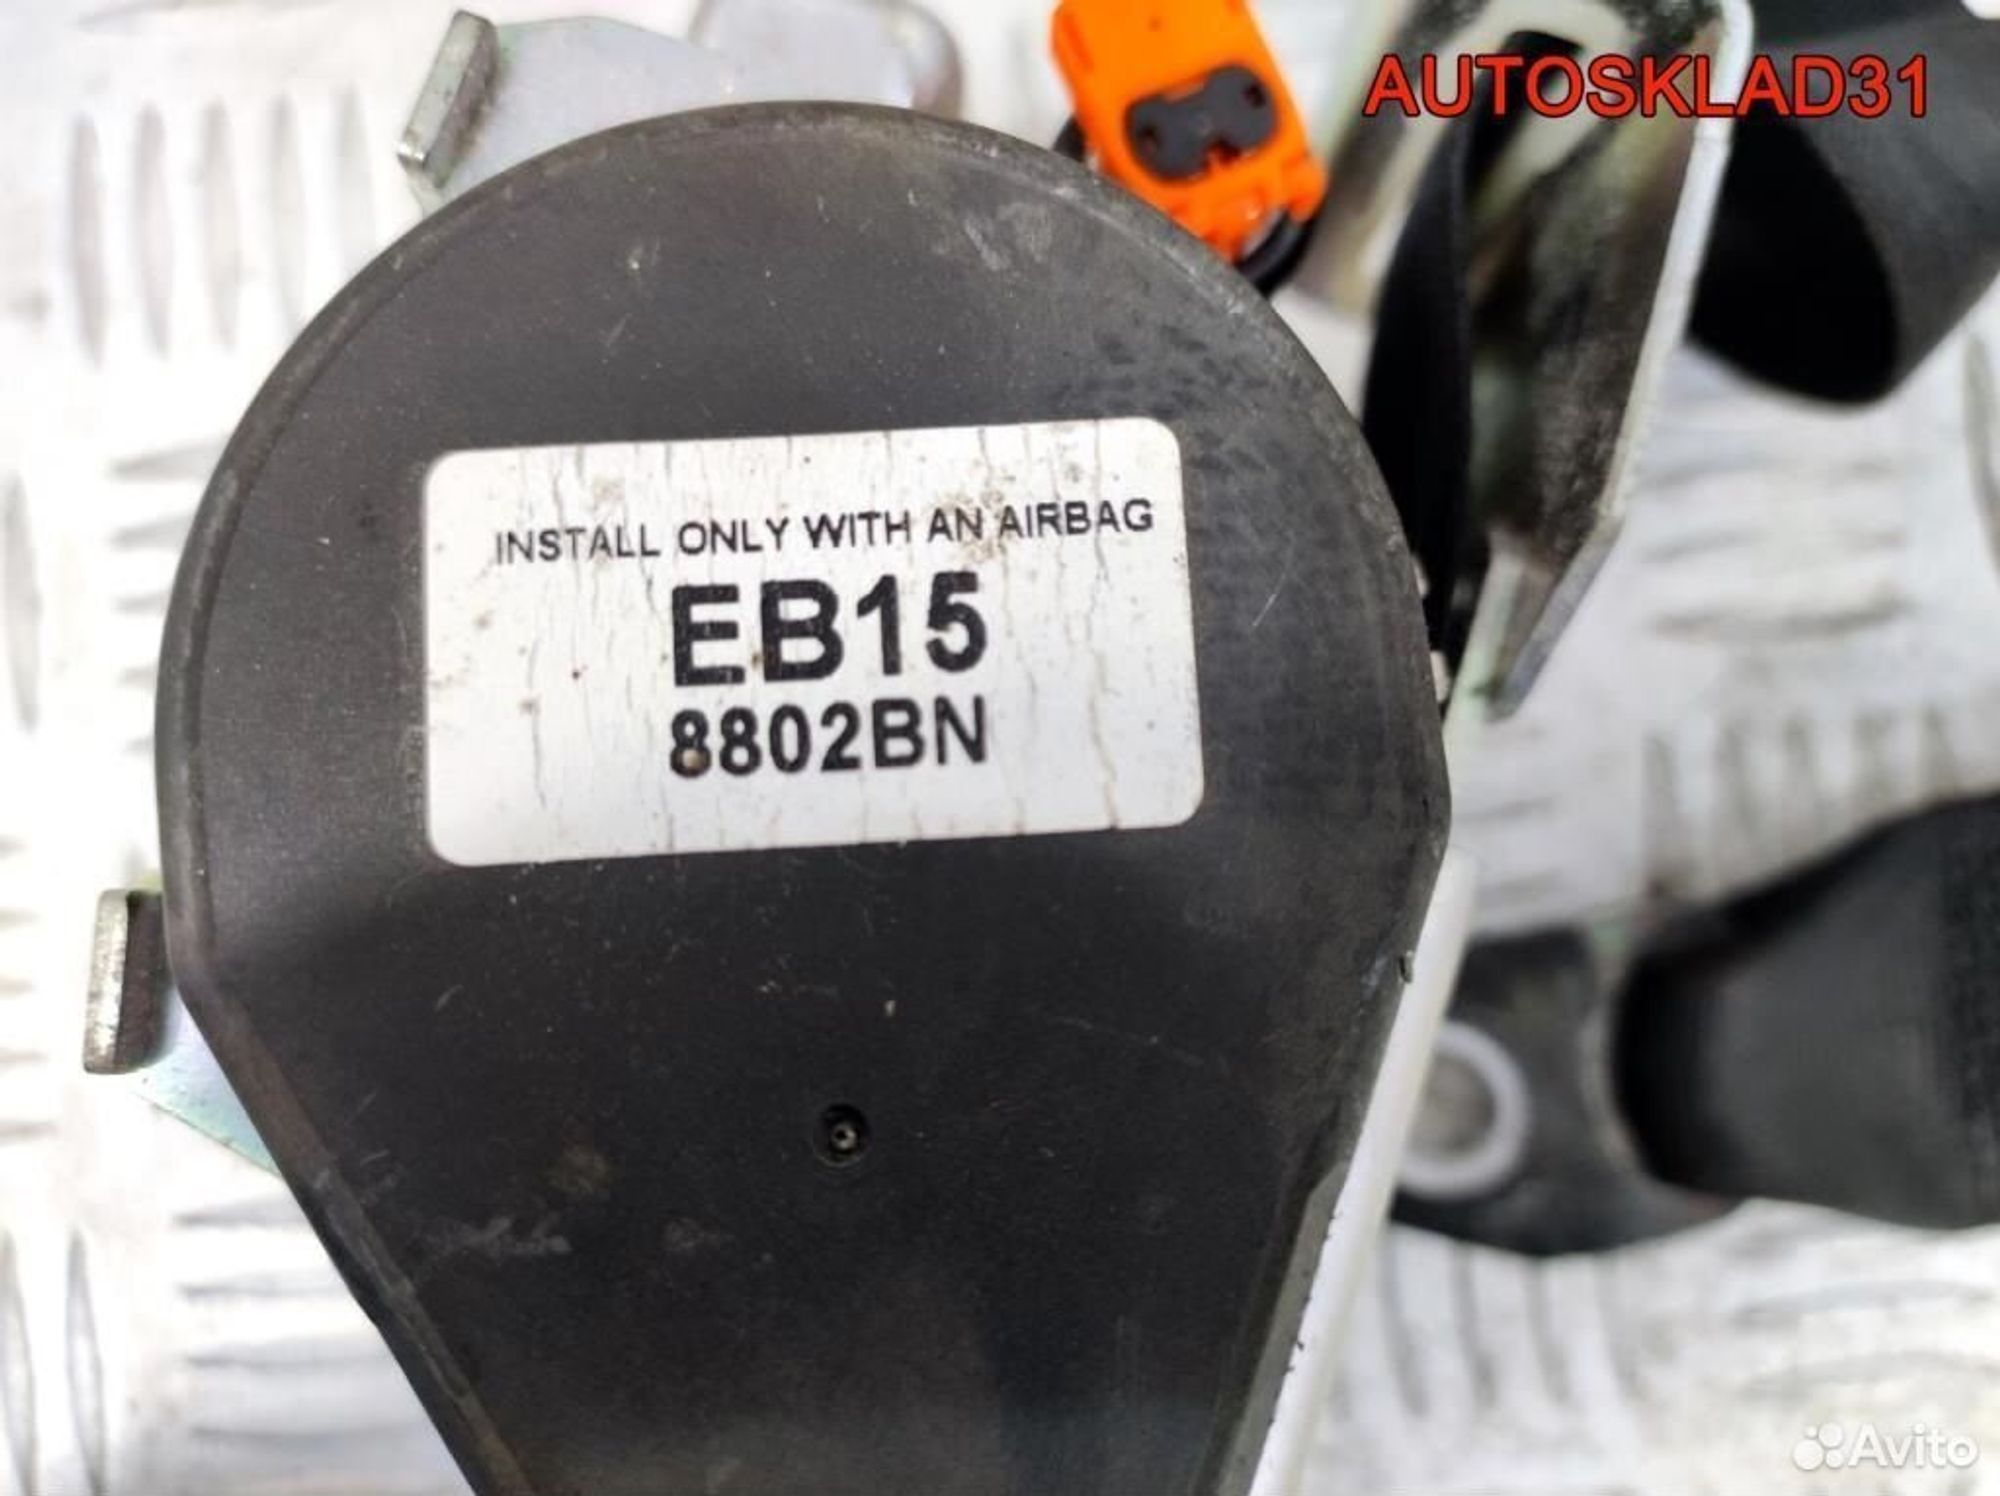 AUTOSKLAD31
INSTALL ONLY WITH AN AIRBAG
EB15
8802BN
Avito